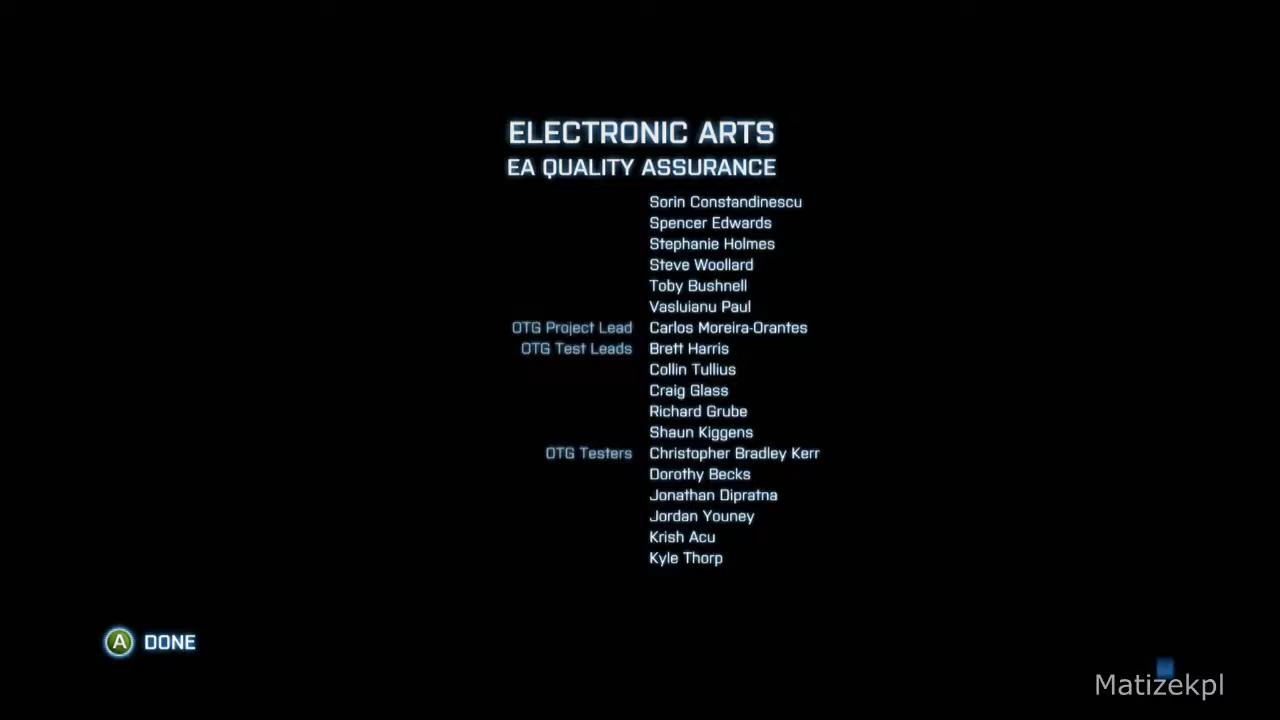 ELECTRONIC ARTS
EA QUALITY ASSURANCE
Sorin Constandinescu
Spencer Edwards
Stephanie Holmes
Steve Woollard
Toby Bushnell
Vasluianu Paul
OTG Project Lead Carlos Moreira-Orantes
OTG Test Leads Brett Harris
Collin Tullius
Craig Glass
Richard Grube
Shaun Kiggens
OTG Testers Christopher Bradley Kerr
Dorothy Becks
Jonathan Dipratna
Jordan Youney
Krish Acu
Kyle Thorp
A DONE
Matizekpl